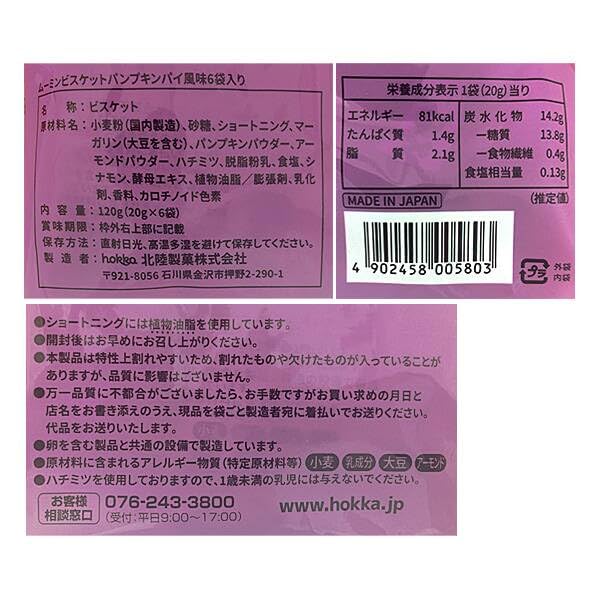 ムーミンビスケットパンプキンパイ風味6袋入り
名　　称：ビスケット
原材料名：小麦粉（国内製造）、砂糖、ショートニング、マー
ガリン（大豆を含む）、パンプキンパウダー、アー
モンドパウダー、ハチミツ、脱脂粉乳、食塩、シ
ナモン、酵母エキス、植物油脂／膨張剤、乳化
剤、香料、カロチノイド色素
内 容 量：120g（20g×6袋）
賞味期限：枠外右上部に記載
保存方法：直射日光、高温多湿を避けて保存してください。
製 造 者：hokka 北陸製菓株式会社
〒921-8056 石川県金沢市押野2-290-1
栄養成分表示 1袋（20g）当り
エネルギー 81kcal 炭水化物 14.2g
たんぱく質 1.4g 一糖質 13.8g
脂質 2.1g 一食物繊維 0.4g
食塩相当量 0.13g
MADE IN JAPAN （推定値）
4 902458 005803
プラ 外袋
内袋
●ショートニングには植物油脂を使用しています。
●開封後はお早めにお召し上がりください。
●本製品は特性上割れやすいため、割れたものや欠けたものが入っていることが
ありますが、品質に影響はございません。
●万一品質に不都合がございましたら、お手数ですがお買い求めの月日と
店名をお書き添えのうえ、現品を袋ごと製造者宛に着払いでお送りください。
代品をお送りいたします。
●卵を含む製品と共通の設備で製造しています。
●原材料に含まれるアレルギー物質（特定原材料等） 小麦 乳成分 大豆 アーモンド
●ハチミツを使用しておりますので、1歳未満の乳児には与えないでください。
お客様
相談窓口
076-243-3800
（受付：平日9:00〜17:00）
www.hokka.jp